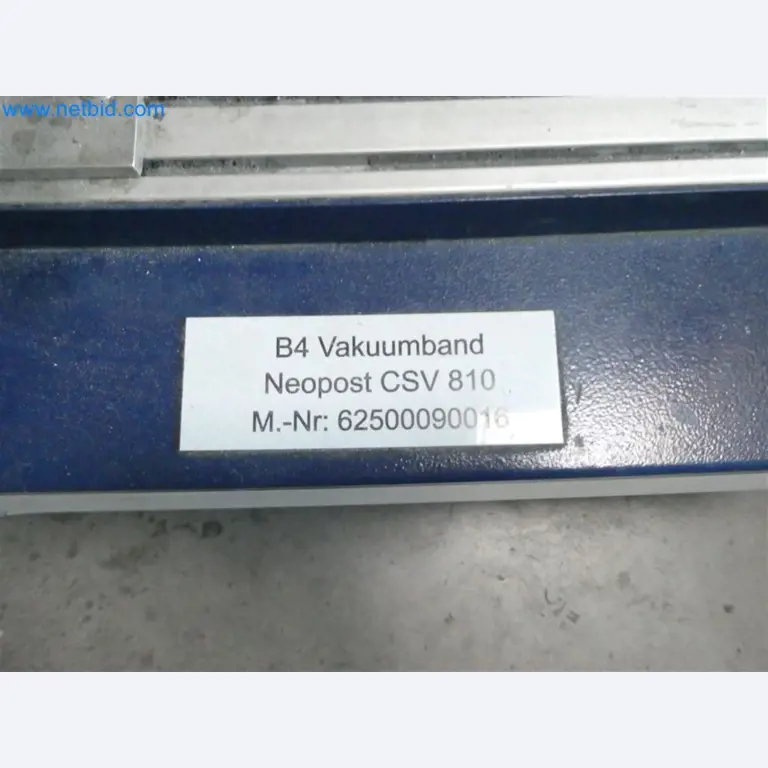 www.netbid.com
B4 Vakuumband
Neopost CSV 810
M.-Nr: 62500090016